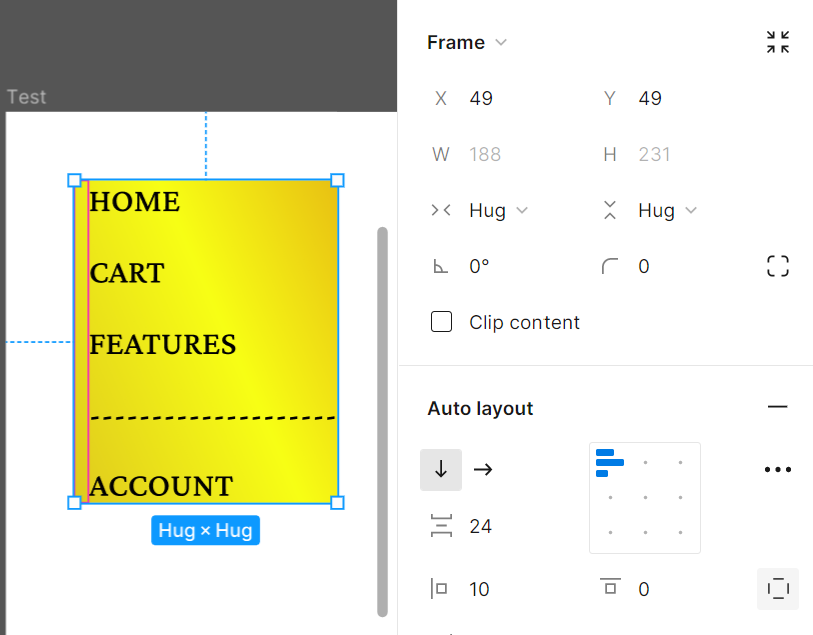 Test
HOME
CART
FEATURES
ACCOUNT
Hug × Hug
Frame
X 49 Y 49
W 188 H 231
Hug Hug
0° 0
Clip content
Auto layout
24
10 0